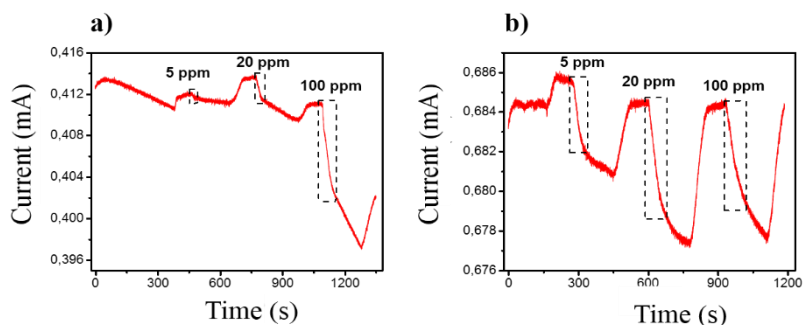 a)
0,416
0,412
0,408
0,404
0,400
0,396
5 ppm
20 ppm
100 ppm
Current (mA)
0
300
600
900
1200
Time (s)
b)
0,686
0,684
0,682
0,680
0,678
0,676
5 ppm
20 ppm
100 ppm
Current (mA)
0
300
600
900
1200
Time (s)